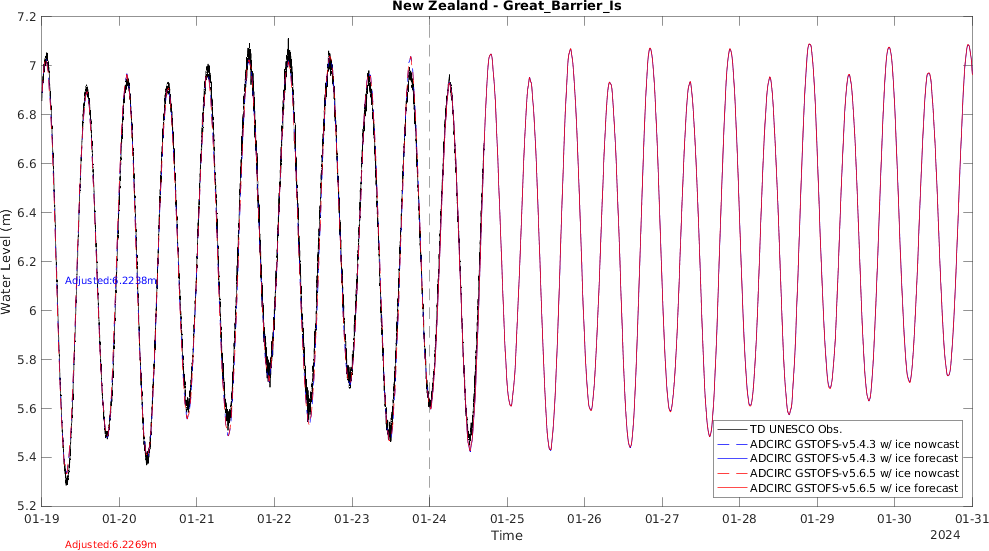 New Zealand - Great_Barrier_Is
7.2
7
6.8
6.6
6.4
6.2
6
5.8
5.6
5.4
5.2
Water Level (m)
Adjusted:6.2238m
TD UNESCO Obs.
ADCIRC GSTOFS-v5.4.3 w/ ice nowcast
ADCIRC GSTOFS-v5.4.3 w/ ice forecast
ADCIRC GSTOFS-v5.6.5 w/ ice nowcast
ADCIRC GSTOFS-v5.6.5 w/ ice forecast
01-19 01-20 01-21 01-22 01-23 01-24 01-25 01-26 01-27 01-28 01-29 01-30 01-31
Time
2024
Adjusted:6.2269m